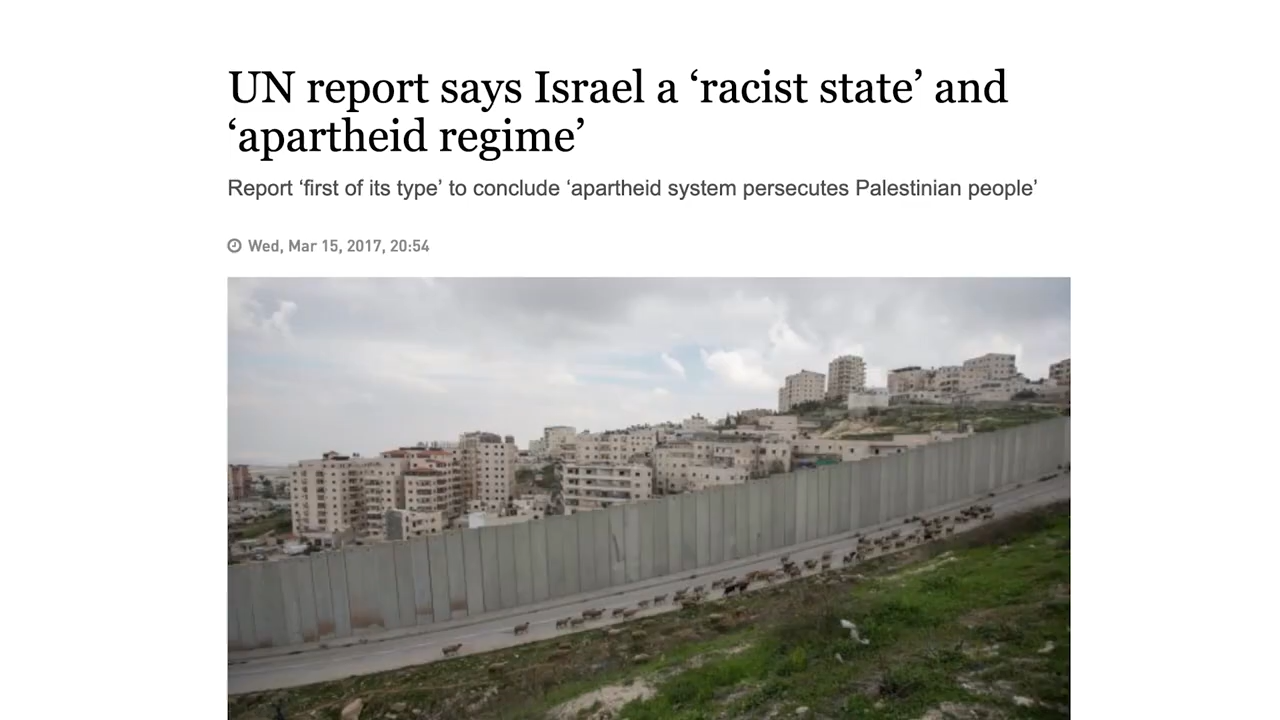 UN report says Israel a ‘racist state’ and
‘apartheid regime’
Report ‘first of its type’ to conclude ‘apartheid system persecutes Palestinian people’
Wed, Mar 15, 2017, 20:54